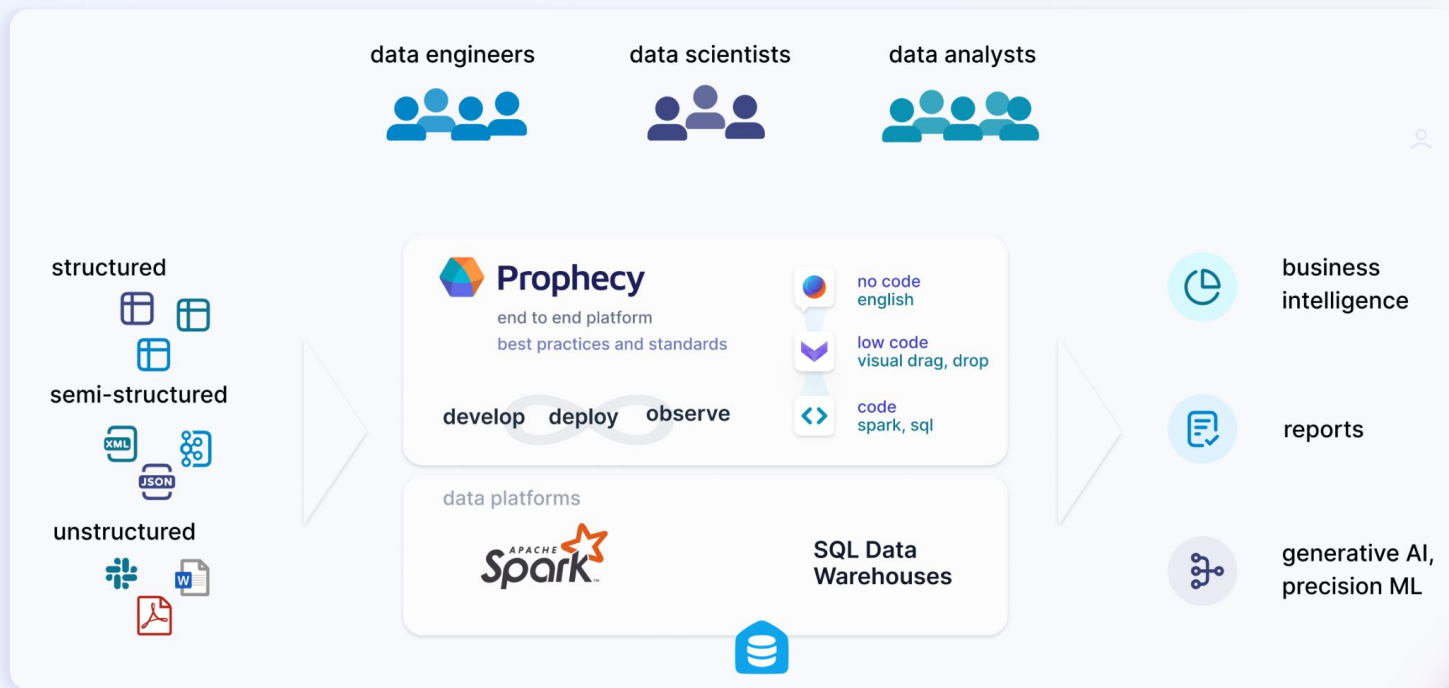 data engineers
data scientists
data analysts
structured
semi-structured
XML
JSON
unstructured
W
Prophecy
end to end platform
best practices and standards
develop
deploy
observe
no code
english
low code
visual drag, drop
code
spark, sql
data platforms
APACHE
Spark™
SQL Data
Warehouses
business
intelligence
reports
generative AI,
precision ML